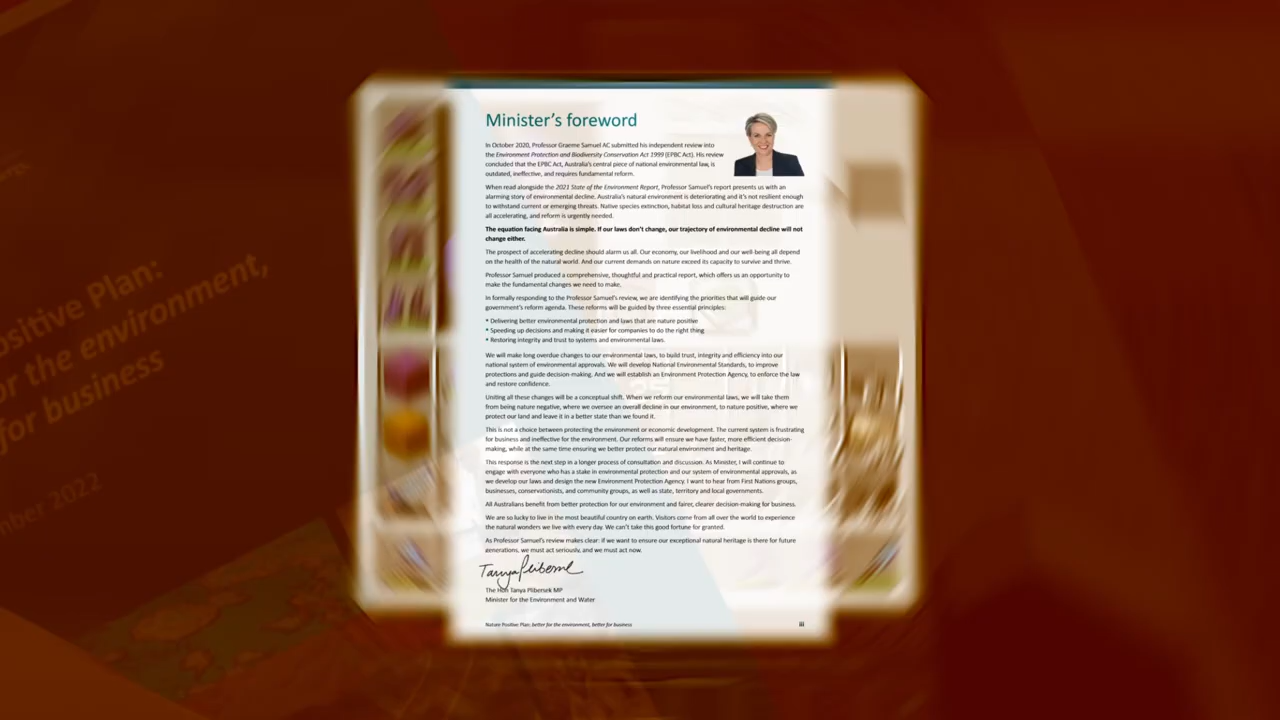 Minister's foreword
In October 2020, Professor Graeme Samuel AC submitted his independent review into
the Environment Protection and Biodiversity Conservation Act 1999 (EPBC Act). His review
concluded that the EPBC Act, Australia's central piece of national environmental law, is
outdated, ineffective, and requires fundamental reform.
When read alongside the 2021 State of the Environment Report, Professor Samuel's report presents us with an
alarming story of environmental decline. Australia's natural environment is deteriorating and it's not resilient enough
to withstand current or emerging threats. Native species extinction, habitat loss and cultural heritage destruction are
all accelerating, and reform is urgently needed.
The equation facing Australia is simple. If our laws don't change, our trajectory of environmental decline will not
change either.
The prospect of accelerating decline should alarm us all. Our economy, our livelihood and our well-being all depend
on the health of the natural world. And our current demands on nature exceed its capacity to survive and thrive.
Professor Samuel produced a comprehensive, thoughtful and practical report, which offers us an opportunity to
make the fundamental changes we need to make.
In formally responding to the Professor Samuel's review, we are identifying the priorities that will guide our
government's reform agenda. These reforms will be guided by three essential principles:
• Delivering better environmental protection and laws that are nature positive
• Speeding up decisions and making it easier for companies to do the right thing
• Restoring integrity and trust to systems and environmental laws.
We will make long overdue changes to our environmental laws, to build trust, integrity and efficiency into our
national system of environmental approvals. We will develop National Environmental Standards, to improve
protections and guide decision-making. And we will establish an Environment Protection Agency, to enforce the law
and restore confidence.
Uniting all these changes will be a conceptual shift. When we reform our environmental laws, we will take them
from being nature negative, where we oversee an overall decline in our environment, to nature positive, where we
protect our land and leave it in a better state than we found it.
This is not a choice between protecting the environment or economic development. The current system is frustrating
for business and ineffective for the environment. Our reforms will ensure we have faster, more efficient decision-
making, while at the same time ensuring we better protect our natural environment and heritage.
This response is the next step in a longer process of consultation and discussion. As Minister, I will continue to
engage with everyone who has a stake in environmental protection and our system of environmental approvals, as
we develop our laws and design the new Environment Protection Agency. I want to hear from First Nations groups,
businesses, conservationists, and community groups, as well as state, territory and local governments.
All Australians benefit from better protection for our environment and fairer, clearer decision-making for business.
We are so lucky to live in the most beautiful country on earth. Visitors come from all over the world to experience
the natural wonders we live with every day. We can't take this good fortune for granted.
As Professor Samuel's review makes clear: if we want to ensure our exceptional natural heritage is there for future
generations, we must act seriously, and we must act now.
Tanya Plibersek
The Hon Tanya Plibersek MP
Minister for the Environment and Water
Nature Positive Plan: better for the environment, better for business iii
Plan:
the environment,
for business
2022